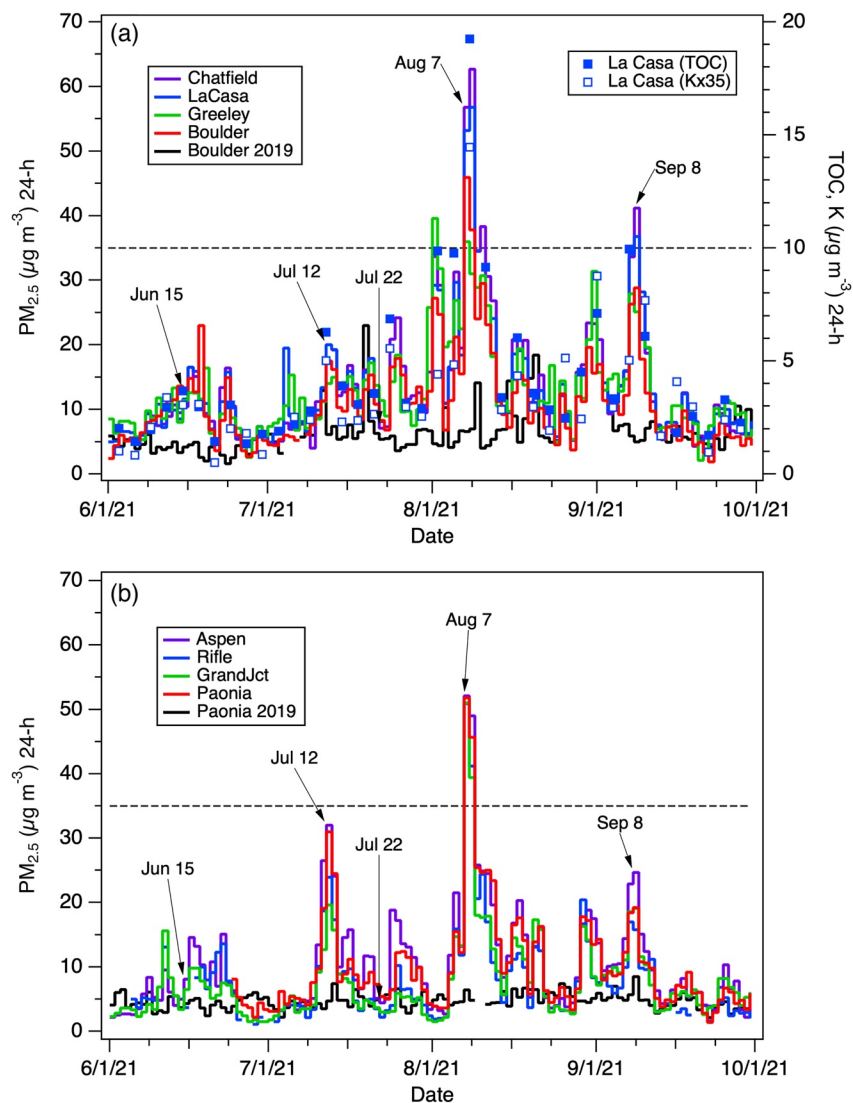 (a)
70
60
50
40
30
20
10
0
PM2.5 (µg m-3) 24-h
20
15
10
5
0
TOC, K (µg m-3) 24-h
Chatfield
LaCasa
Greeley
Boulder
Boulder 2019
La Casa (TOC)
La Casa (Kx35)
Aug 7
Sep 8
Jun 15
Jul 12
Jul 22
6/1/21 7/1/21 8/1/21 9/1/21 10/1/21
Date
(b)
70
60
50
40
30
20
10
0
PM2.5 (µg m-3) 24-h
Aspen
Rifle
GrandJct
Paonia
Paonia 2019
Aug 7
Jul 12
Jul 22
Sep 8
Jun 15
6/1/21 7/1/21 8/1/21 9/1/21 10/1/21
Date